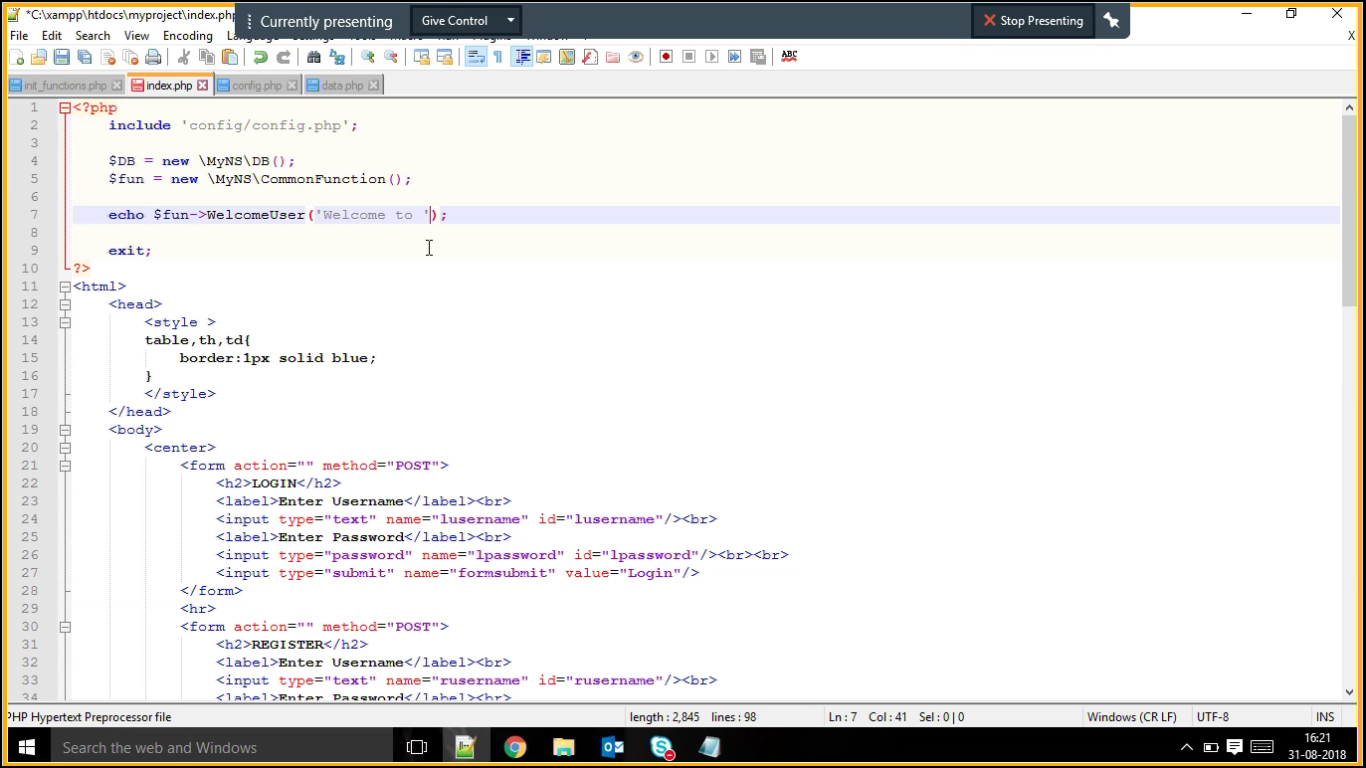 *C:\xampp\htdocs\myproject\index.php
Currently presenting
Give Control
Stop Presenting
File Edit Search View Encoding
X
init_functions.php index.php config.php data.php
1 <?php
2 include 'config/config.php';
3
4 $DB = new \MyNS\DB();
5 $fun = new \MyNS\CommonFunction();
6
7 echo $fun->WelcomeUser('Welcome to ');
8
9 exit;
10 ?>
11 <html>
12 <head>
13 <style >
14 table,th,td{
15 border:1px solid blue;
16 }
17 </style>
18 </head>
19 <body>
20 <center>
21 <form action="" method="POST">
22 <h2>LOGIN</h2>
23 <label>Enter Username</label><br>
24 <input type="text" name="lusername" id="lusername"/><br>
25 <label>Enter Password</label><br>
26 <input type="password" name="lpassword" id="lpassword"/><br><br>
27 <input type="submit" name="formsubmit" value="Login"/>
28 </form>
29 <hr>
30 <form action="" method="POST">
31 <h2>REGISTER</h2>
32 <label>Enter Username</label><br>
33 <input type="text" name="rusername" id="rusername"/><br>
34 <label>Enter Password</label><br>
PHP Hypertext Preprocessor file length : 2,845 lines : 98 Ln : 7 Col : 41 Sel : 0 | 0 Windows (CR LF) UTF-8 INS
Search the web and Windows
16:21
31-08-2018